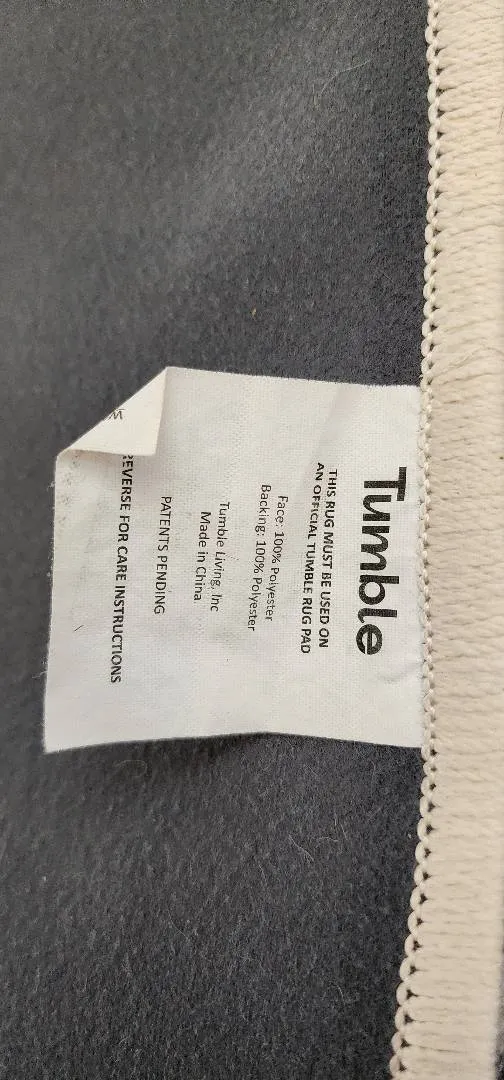 Tumble
THIS RUG MUST BE USED ON
AN OFFICIAL TUMBLE RUG PAD
Face: 100% Polyester
Backing: 100% Polyester
Tumble Living, Inc
Made in China
PATENTS PENDING
EVERSE FOR CARE INSTRUCTIONS